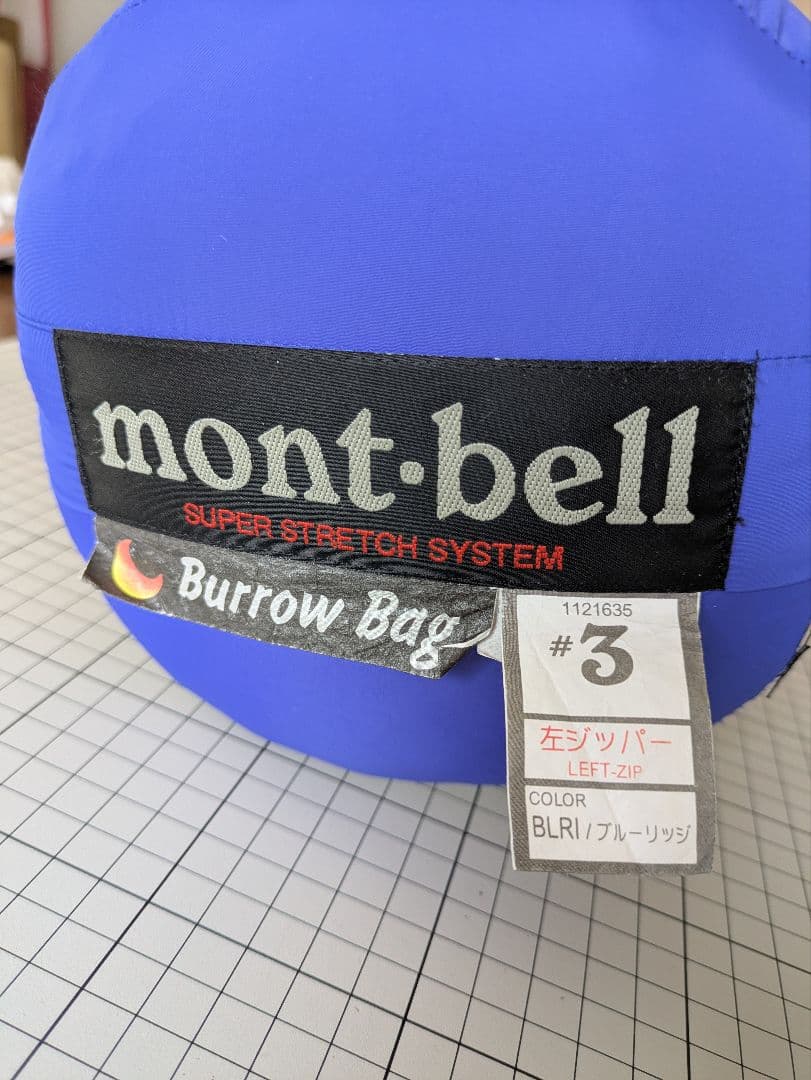 mont·bell
SUPER STRETCH SYSTEM
Burrow Bag
1121635
#3
左ジッパー
LEFT-ZIP
COLOR
BLRI / ブルーリッジ